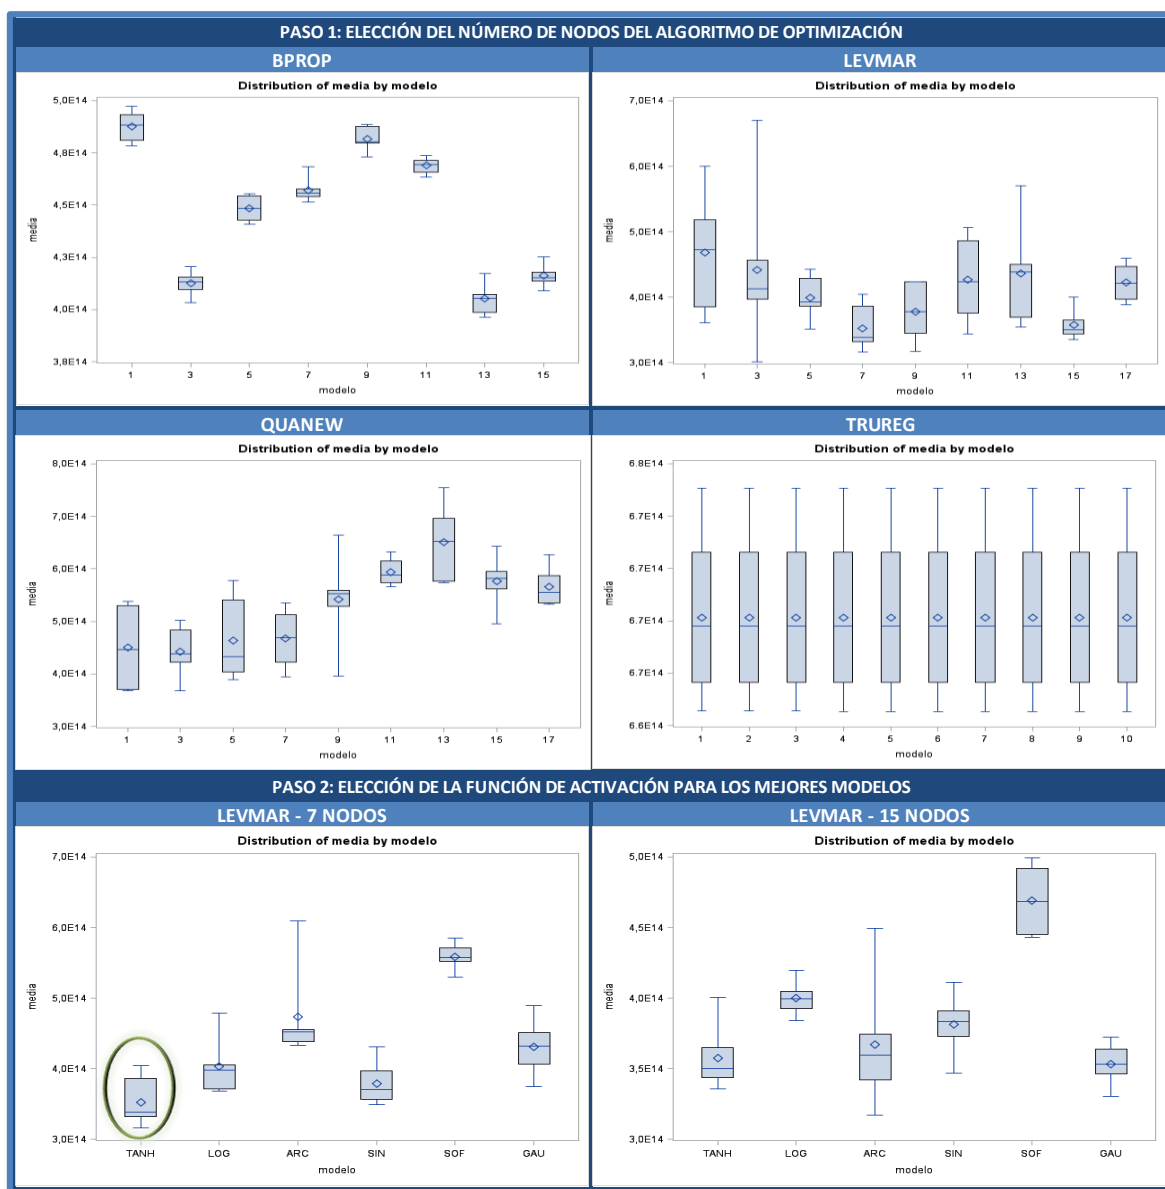 PASO 1: ELECCIÓN DEL NÚMERO DE NODOS DEL ALGORITMO DE OPTIMIZACIÓN
BPROP
Distribution of media by modelo
media
5,0E14
4,8E14
4,5E14
4,3E14
4,0E14
3,8E14
1 3 5 7 9 11 13 15
modelo
LEVMAR
Distribution of media by modelo
media
7,0E14
6,0E14
5,0E14
4,0E14
3,0E14
1 3 5 7 9 11 13 15 17
modelo
QUANEW
Distribution of media by modelo
media
8,0E14
7,0E14
6,0E14
5,0E14
4,0E14
3,0E14
1 3 5 7 9 11 13 15 17
modelo
TRUREG
Distribution of media by modelo
media
6.8E14
6.7E14
6.7E14
6.7E14
6.7E14
6.6E14
1 2 3 4 5 6 7 8 9 10
modelo
PASO 2: ELECCIÓN DE LA FUNCIÓN DE ACTIVACIÓN PARA LOS MEJORES MODELOS
LEVMAR - 7 NODOS
Distribution of media by modelo
media
7,0E14
6,0E14
5,0E14
4,0E14
3,0E14
TANH LOG ARC SIN SOF GAU
modelo
LEVMAR - 15 NODOS
Distribution of media by modelo
media
5,0E14
4,5E14
4,0E14
3,5E14
3,0E14
TANH LOG ARC SIN SOF GAU
modelo